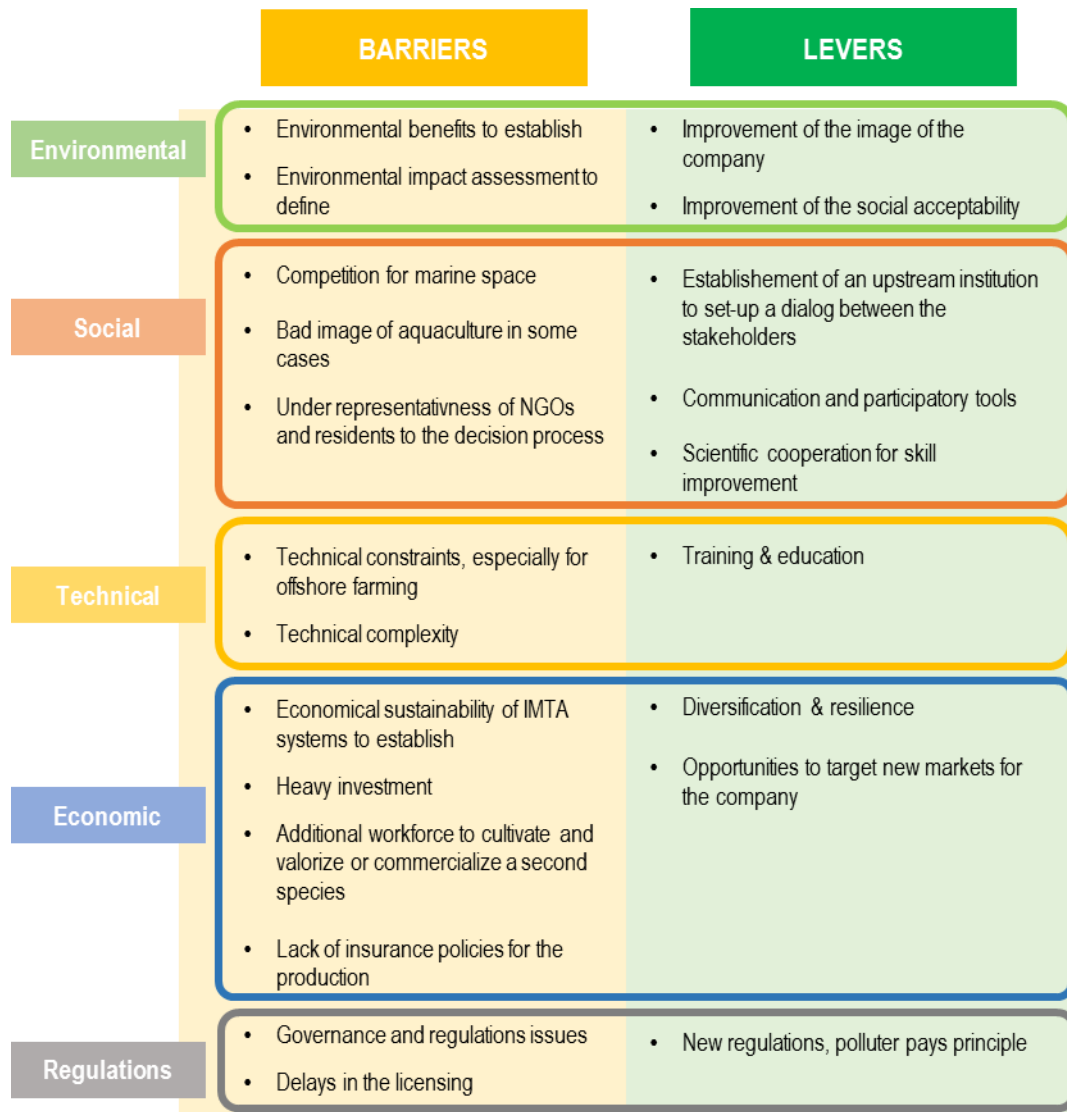 BARRIERS
LEVERS
Environmental
• Environmental benefits to establish
• Environmental impact assessment to
define
• Improvement of the image of the
company
• Improvement of the social acceptability
Social
• Competition for marine space
• Bad image of aquaculture in some
cases
• Under representativness of NGOs
and residents to the decision process
• Establishement of an upstream institution
to set-up a dialog between the
stakeholders
• Communication and participatory tools
• Scientific cooperation for skill
improvement
Technical
• Technical constraints, especially for
offshore farming
• Technical complexity
• Training & education
Economic
• Economical sustainability of IMTA
systems to establish
• Heavy investment
• Additional workforce to cultivate and
valorize or commercialize a second
species
• Lack of insurance policies for the
production
• Diversification & resilience
• Opportunities to target new markets for
the company
Regulations
• Governance and regulations issues
• Delays in the licensing
• New regulations, polluter pays principle